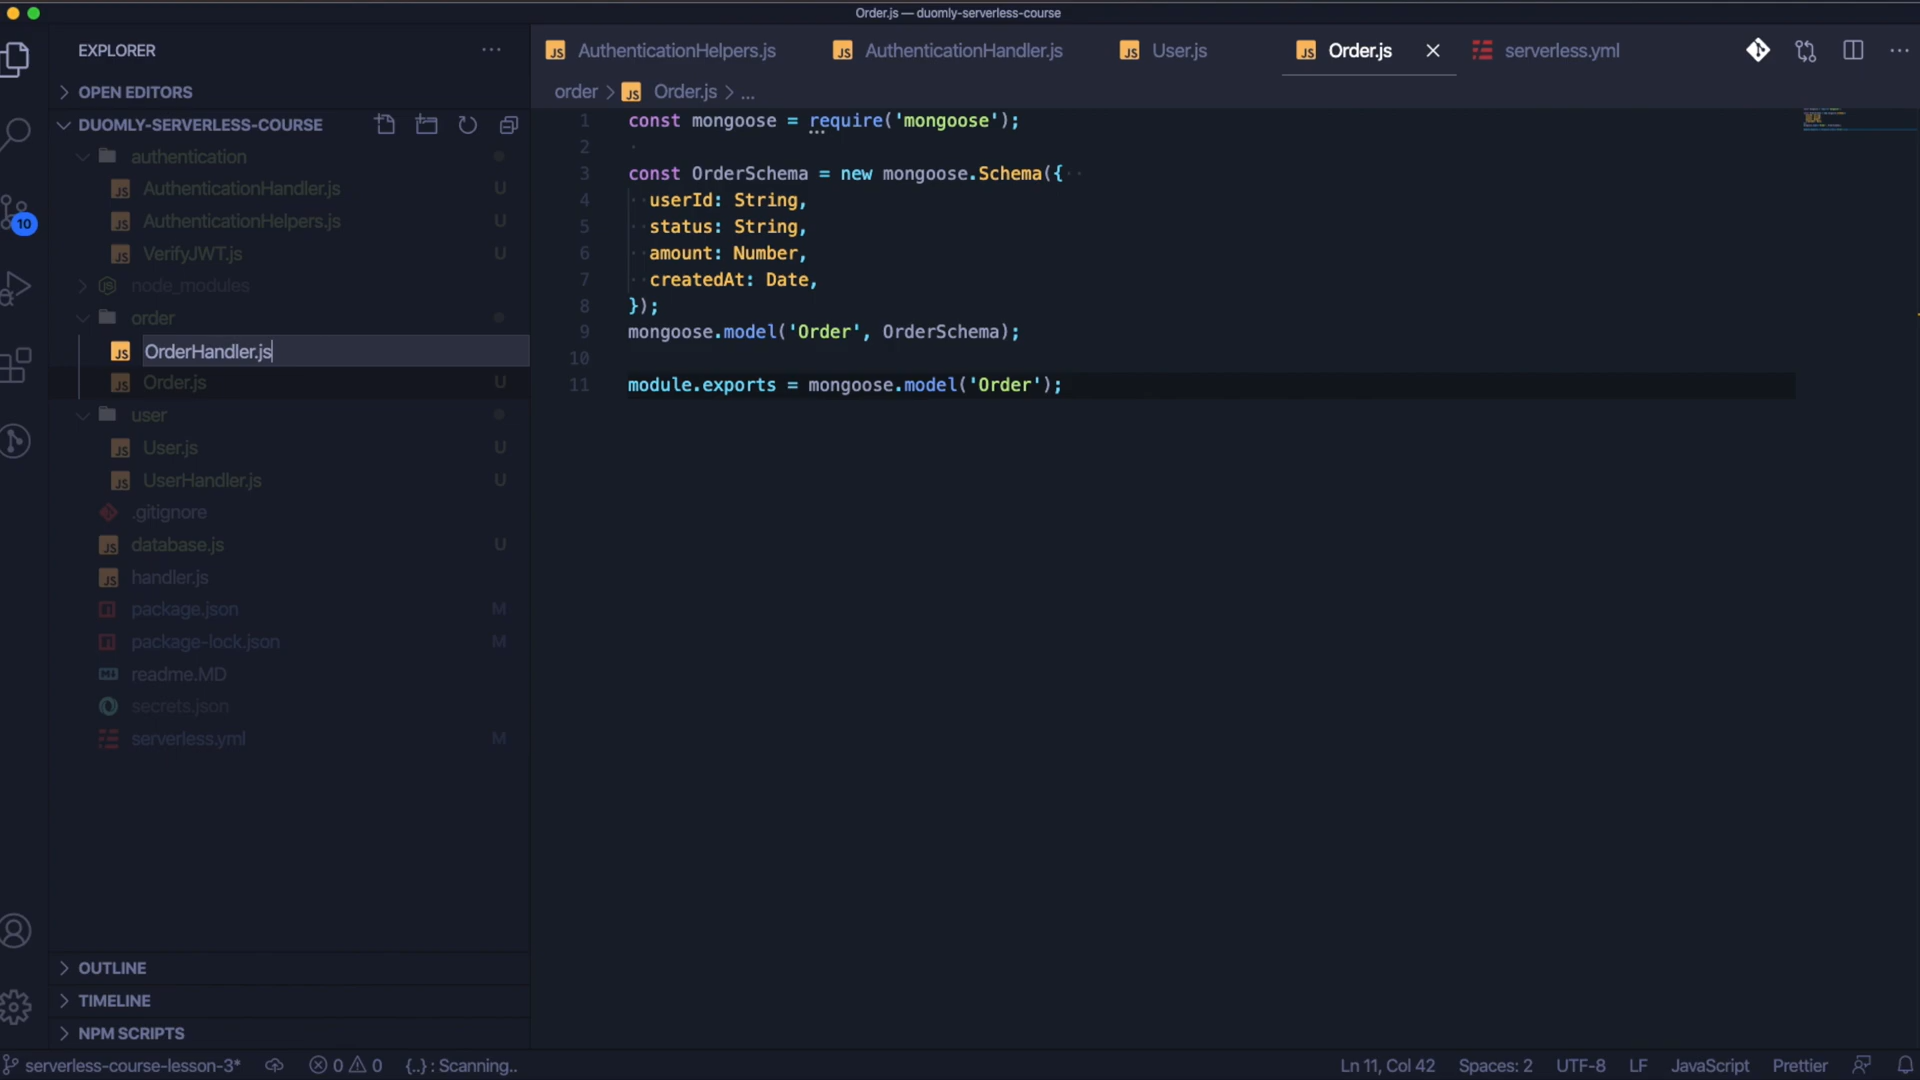 Order.js — duomly-serverless-course
EXPLORER
OPEN EDITORS
DUOMLY-SERVERLESS-COURSE
authentication
AuthenticationHandler.js U
AuthenticationHelpers.js U
VerifyJWT.js U
node_modules
order
OrderHandler.js
Order.js U
user
User.js U
UserHandler.js U
.gitignore
database.js U
handler.js
package.json M
package-lock.json M
readme.MD
secrets.json
serverless.yml M
OUTLINE
TIMELINE
NPM SCRIPTS
10
AuthenticationHelpers.js AuthenticationHandler.js User.js Order.js serverless.yml
order > Order.js > ...
1 const mongoose = require('mongoose');
2
3 const OrderSchema = new mongoose.Schema({
4 userId: String,
5 status: String,
6 amount: Number,
7 createdAt: Date,
8 });
9 mongoose.model('Order', OrderSchema);
10
11 module.exports = mongoose.model('Order');
serverless-course-lesson-3* 0 0 {..} : Scanning.. Ln 11, Col 42 Spaces: 2 UTF-8 LF JavaScript Prettier